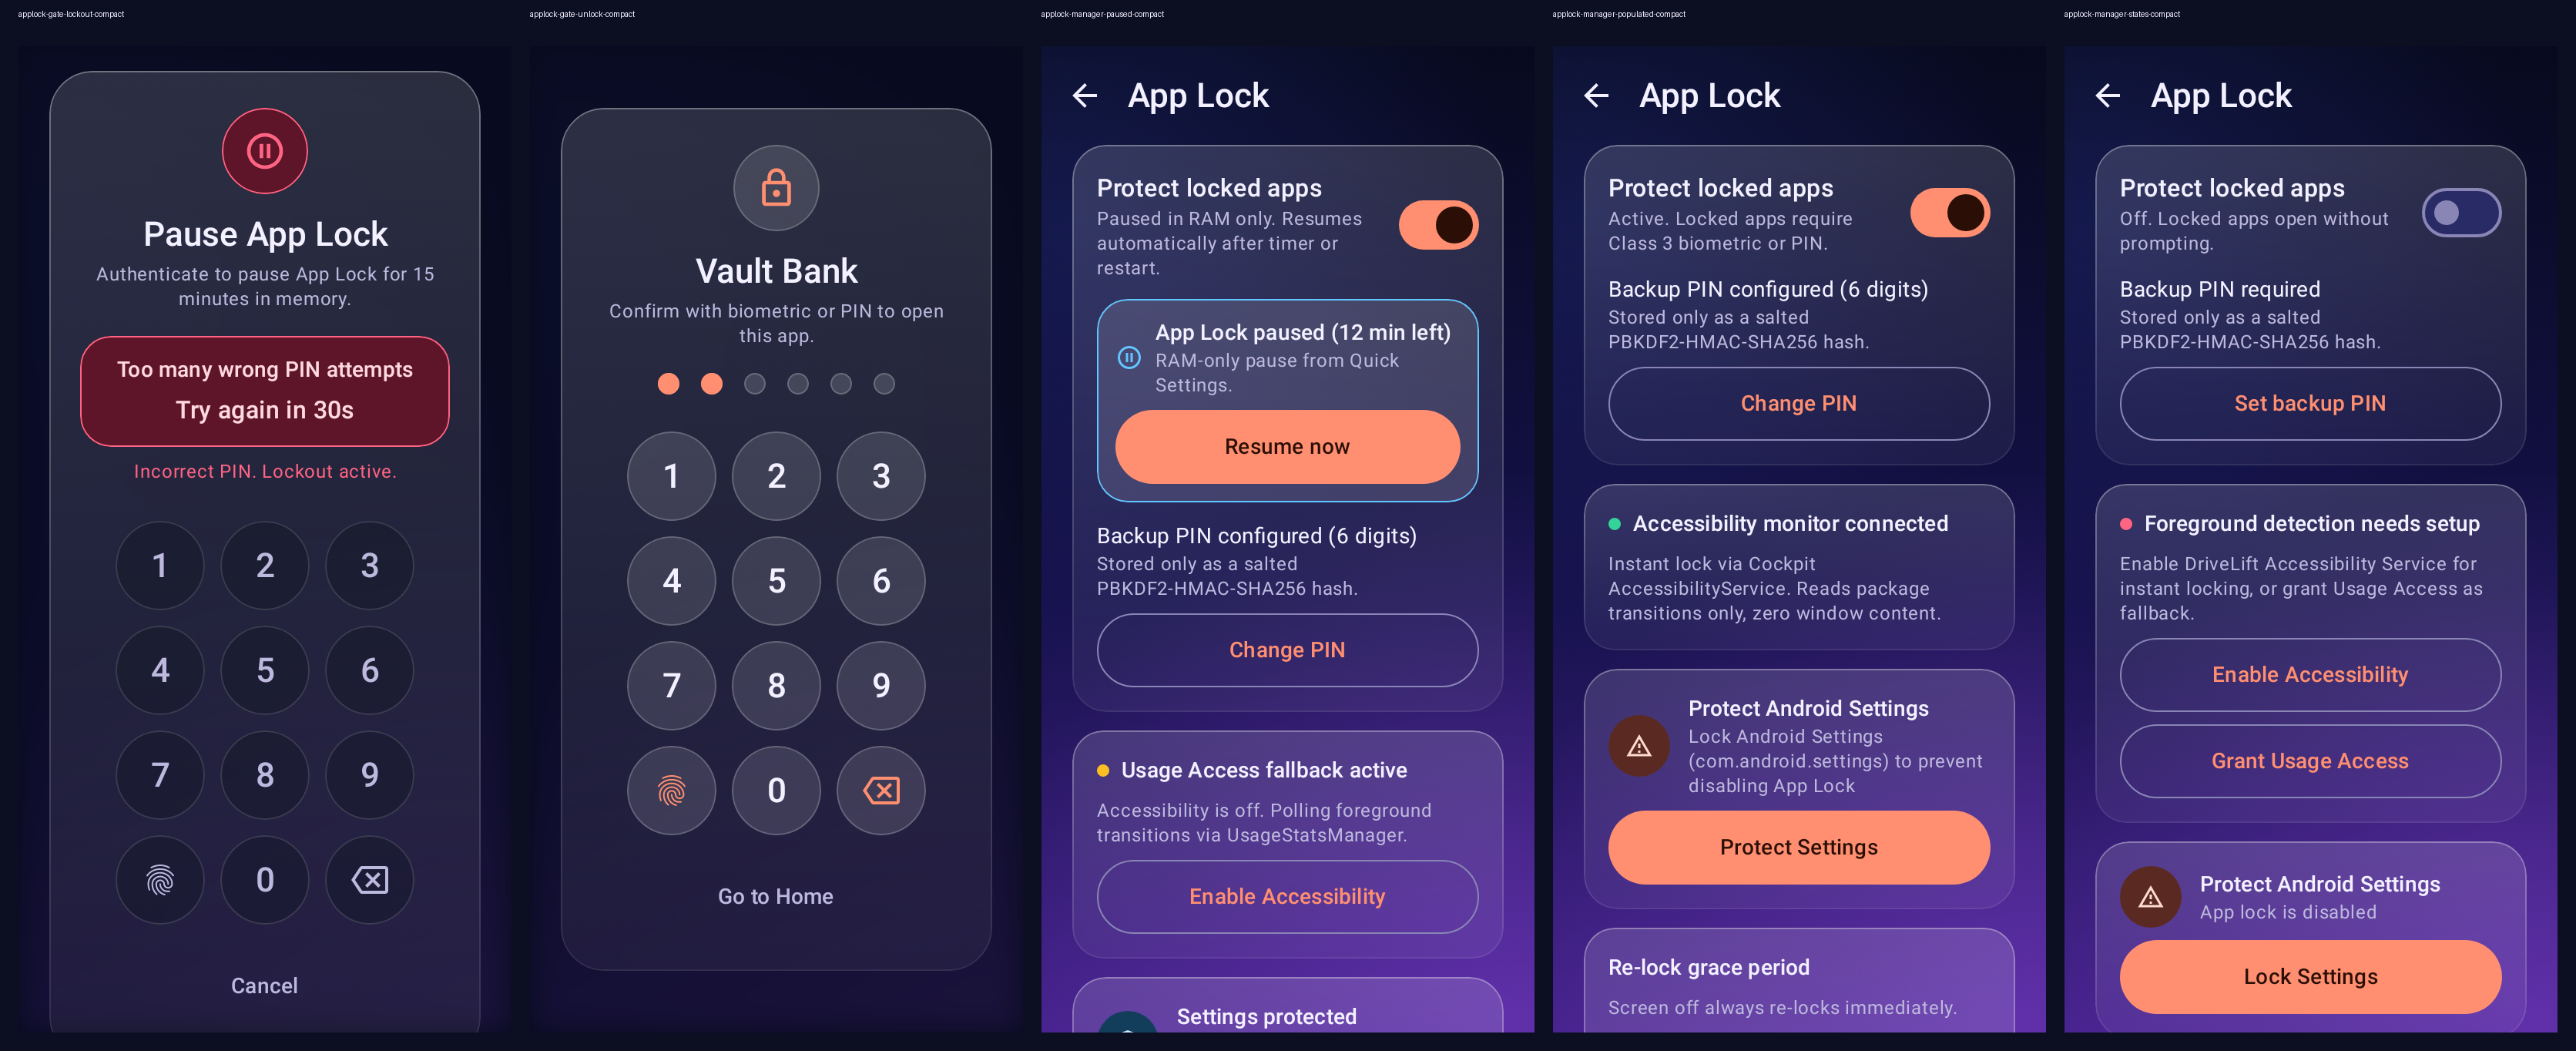 applock-gate-lockout-compact
Pause App Lock
Authenticate to pause App Lock for 15
minutes in memory.
Too many wrong PIN attempts
Try again in 30s
Incorrect PIN. Lockout active.
1 2 3
4 5 6
7 8 9
0
Cancel
applock-gate-unlock-compact
Vault Bank
Confirm with biometric or PIN to open
this app.
1 2 3
4 5 6
7 8 9
0
Go to Home
applock-manager-paused-compact
App Lock
Protect locked apps
Paused in RAM only. Resumes
automatically after timer or
restart.
App Lock paused (12 min left)
RAM-only pause from Quick
Settings.
Resume now
Backup PIN configured (6 digits)
Stored only as a salted
PBKDF2-HMAC-SHA256 hash.
Change PIN
Usage Access fallback active
Accessibility is off. Polling foreground
transitions via UsageStatsManager.
Enable Accessibility
Settings protected
applock-manager-populated-compact
App Lock
Protect locked apps
Active. Locked apps require
Class 3 biometric or PIN.
Backup PIN configured (6 digits)
Stored only as a salted
PBKDF2-HMAC-SHA256 hash.
Change PIN
Accessibility monitor connected
Instant lock via Cockpit
AccessibilityService. Reads package
transitions only, zero window content.
Protect Android Settings
Lock Android Settings
(com.android.settings) to prevent
disabling App Lock
Protect Settings
Re-lock grace period
Screen off always re-locks immediately.
applock-manager-states-compact
App Lock
Protect locked apps
Off. Locked apps open without
prompting.
Backup PIN required
Stored only as a salted
PBKDF2-HMAC-SHA256 hash.
Set backup PIN
Foreground detection needs setup
Enable DriveLift Accessibility Service for
instant locking, or grant Usage Access as
fallback.
Enable Accessibility
Grant Usage Access
Protect Android Settings
App lock is disabled
Lock Settings